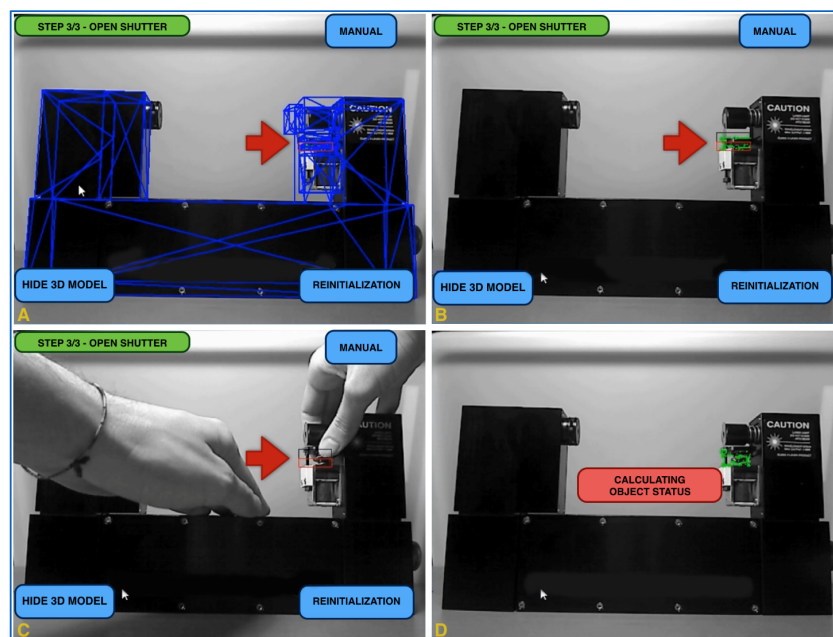 STEP 3/3 - OPEN SHUTTER
MANUAL
CAUTION
HIDE 3D MODEL
REINITIALIZATION
A
STEP 3/3 - OPEN SHUTTER
MANUAL
CAUTION
HIDE 3D MODEL
REINITIALIZATION
B
STEP 3/3 - OPEN SHUTTER
MANUAL
AUTION
HIDE 3D MODEL
REINITIALIZATION
C
CAUTION
CALCULATING
OBJECT STATUS
D